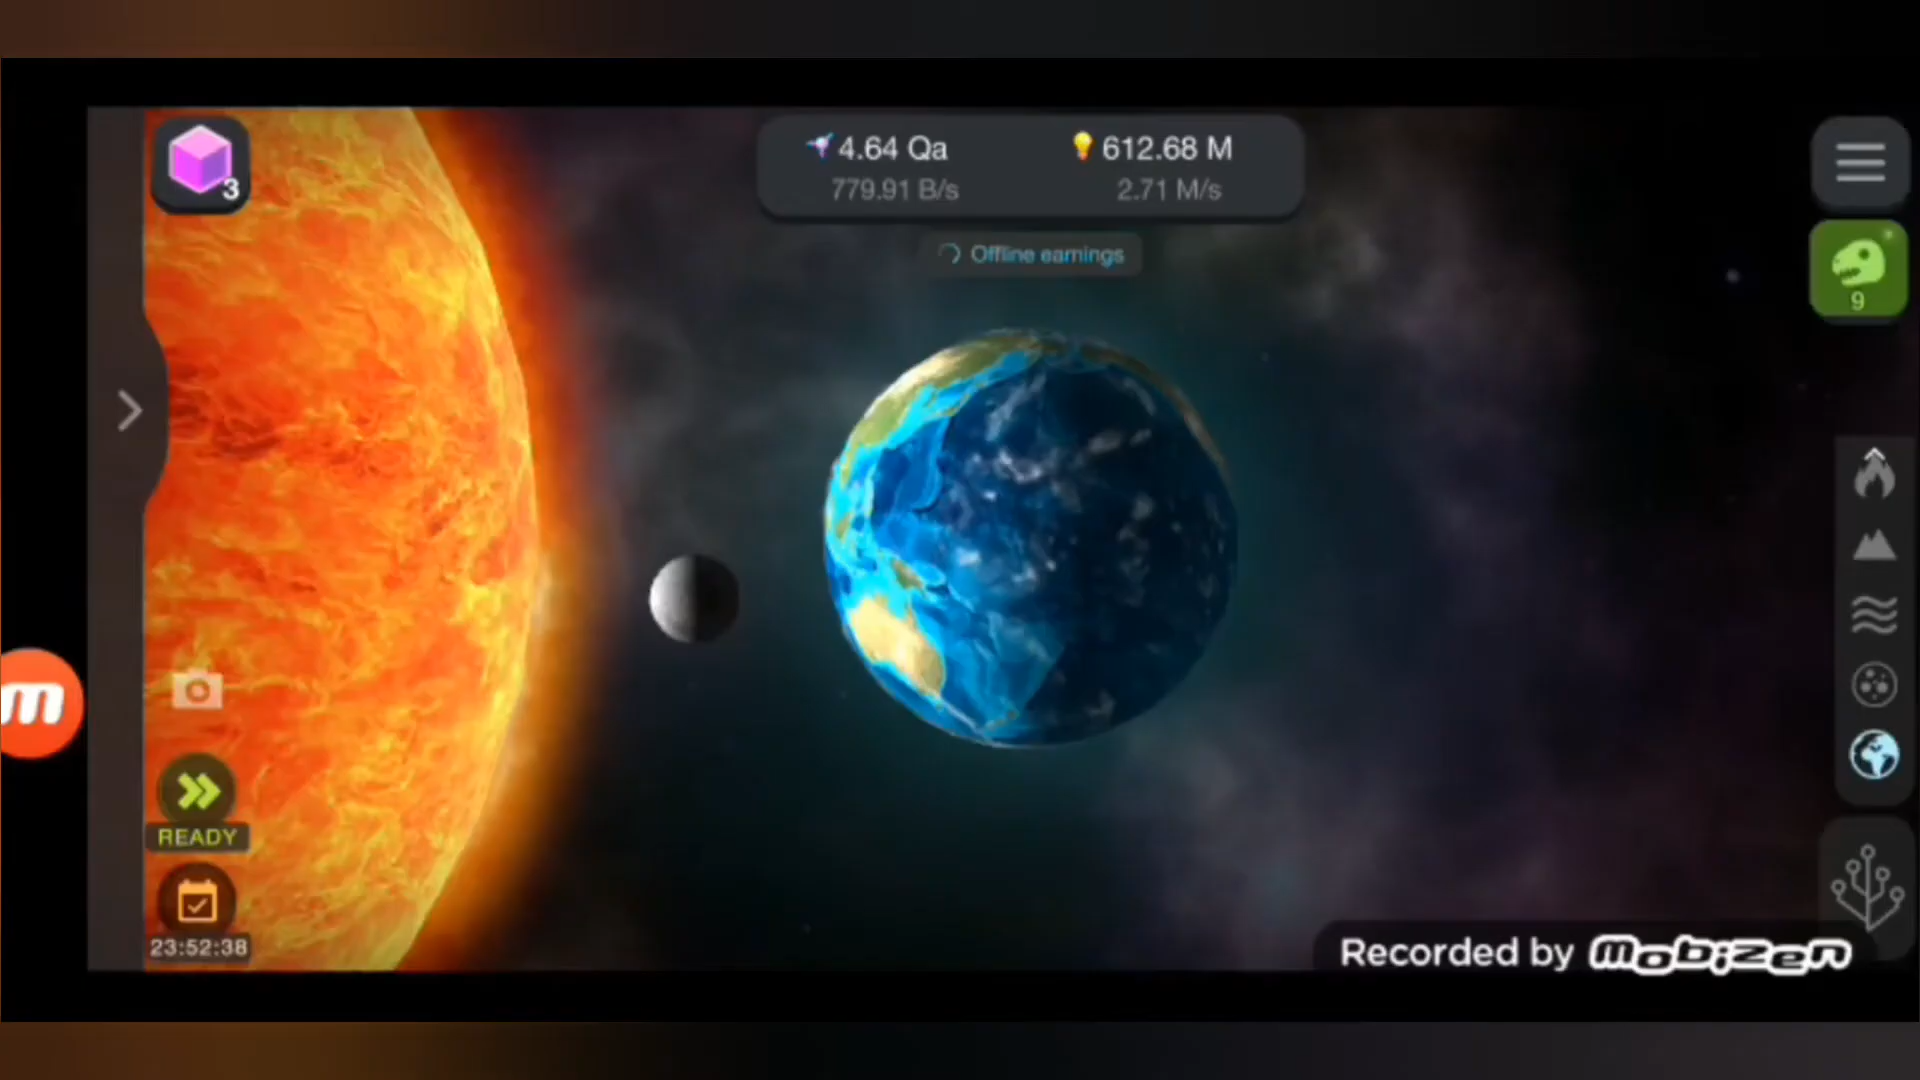 3
4.64 Qa
612.68 M
779.91 B/s
2.71 M/s
Offline earnings
9
m
READY
23:52:38
Recorded by mobizen